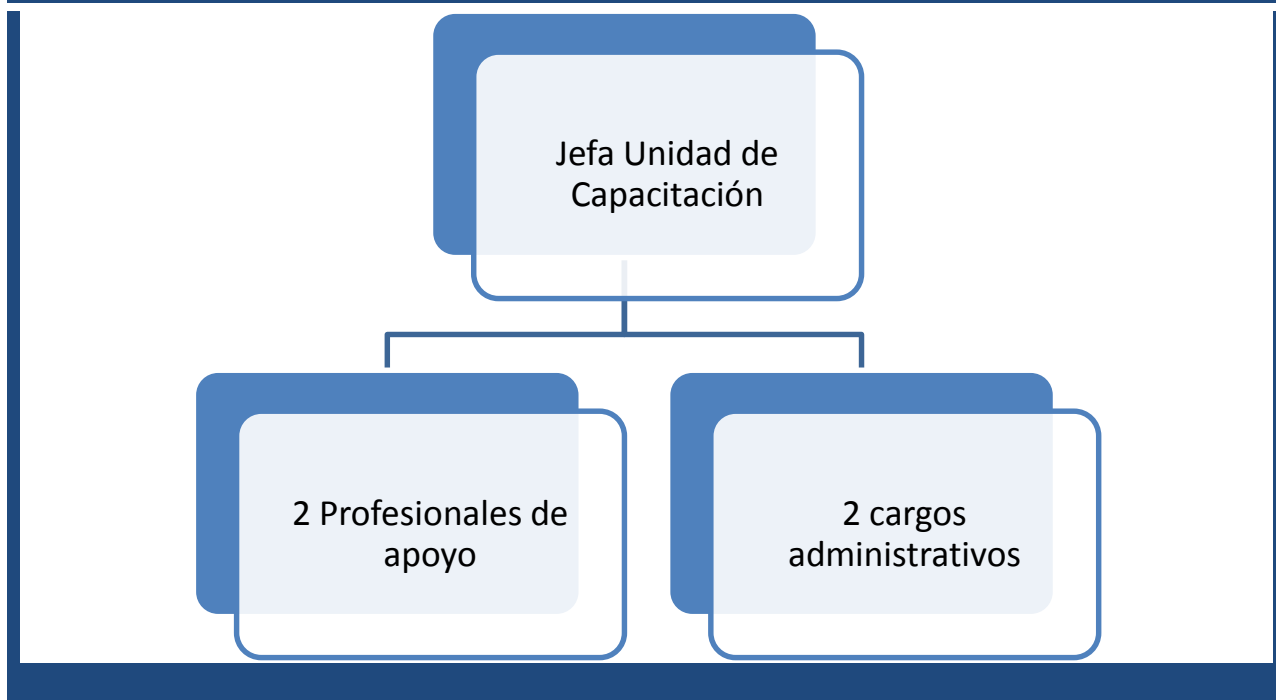 Jefa Unidad de
Capacitación
2 Profesionales de
apoyo
2 cargos
administrativos